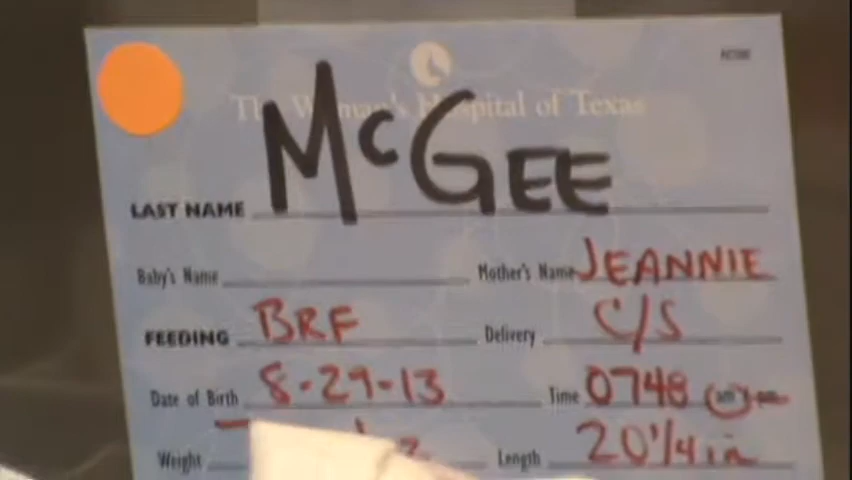 The Woman's Hospital of Texas
LAST NAME McGEE
Baby's Name Mother's Name JEANNIE
FEEDING BRF Delivery C/S
Date of Birth 8-29-13 Time 0748 am pm
Weight Length 20 1/4 in